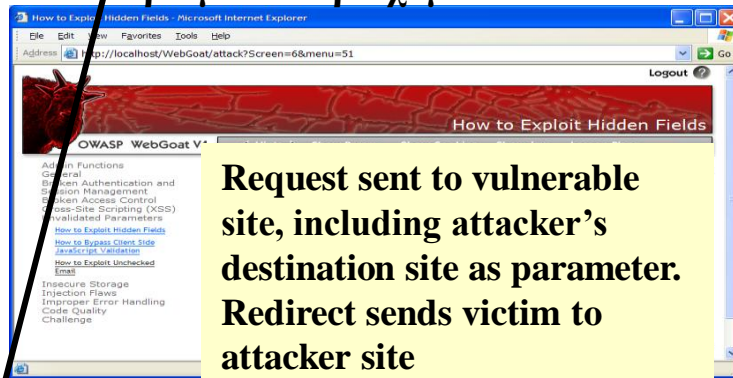 How to Exploit Hidden Fields - Microsoft Internet Explorer
File Edit View Favorites Tools Help
Address http://localhost/WebGoat/attack?Screen=6&menu=51 Go
Logout
How to Exploit Hidden Fields
OWASP WebGoat
Admin Functions
General
Broken Authentication and
Session Management
Broken Access Control
Cross-Site Scripting (XSS)
Unvalidated Parameters
How to Exploit Hidden Fields
How to Bypass Client Side
JavaScript Validation
How to Exploit Unchecked
Email
Insecure Storage
Injection Flaws
Improper Error Handling
Code Quality
Challenge
Request sent to vulnerable
site, including attacker's
destination site as parameter.
Redirect sends victim to
attacker site